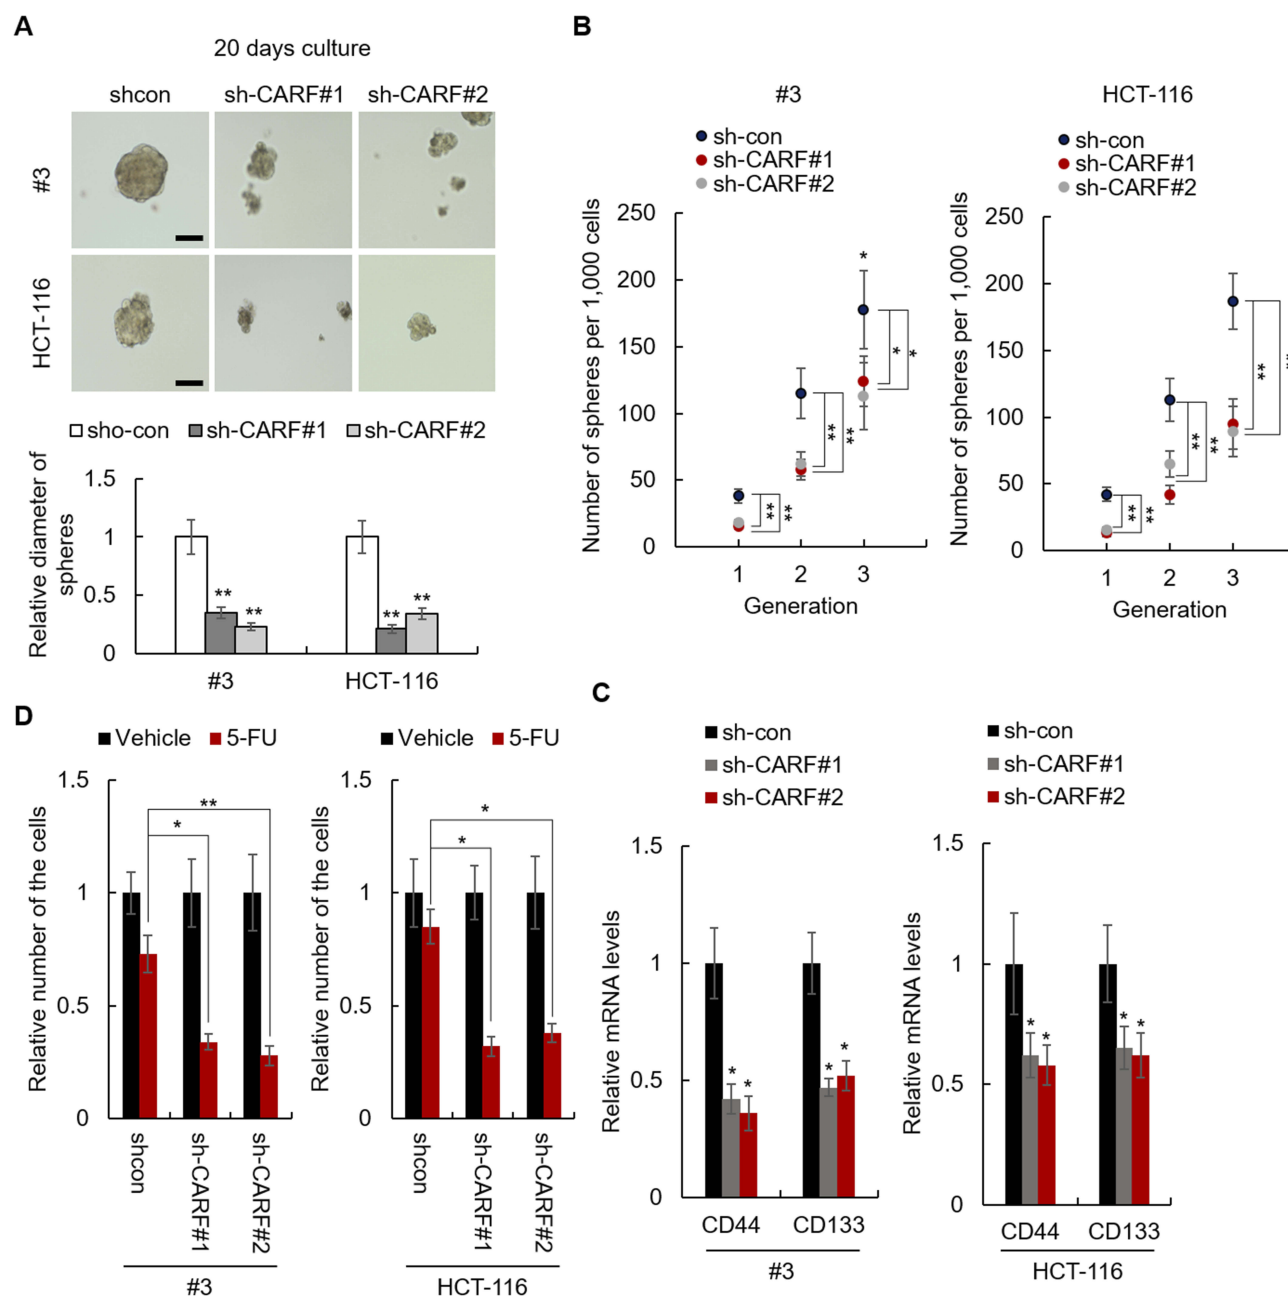 A
20 days culture
shcon sh-CARF#1 sh-CARF#2
#3
HCT-116
sho-con sh-CARF#1 sh-CARF#2
Relative diameter of
spheres
1.5
1
0.5
0
** ** ** **
#3 HCT-116
B
#3
sh-con
sh-CARF#1
sh-CARF#2
Number of spheres per 1,000 cells
250
200
150
100
50
0
*
* *
** **
** **
1 2 3
Generation
HCT-116
sh-con
sh-CARF#1
sh-CARF#2
Number of spheres per 1,000 cells
250
200
150
100
50
0
**
** **
** **
1 2 3
Generation
D
Vehicle 5-FU
Relative number of the cells
1.5
1
0.5
0
**
*
shcon sh-CARF#1 sh-CARF#2
#3
Vehicle 5-FU
Relative number of the cells
1.5
1
0.5
0
*
*
shcon sh-CARF#1 sh-CARF#2
HCT-116
C
sh-con
sh-CARF#1
sh-CARF#2
Relative mRNA levels
1.5
1
0.5
0
* * * *
CD44 CD133
#3
sh-con
sh-CARF#1
sh-CARF#2
Relative mRNA levels
1.5
1
0.5
0
* * * *
CD44 CD133
HCT-116